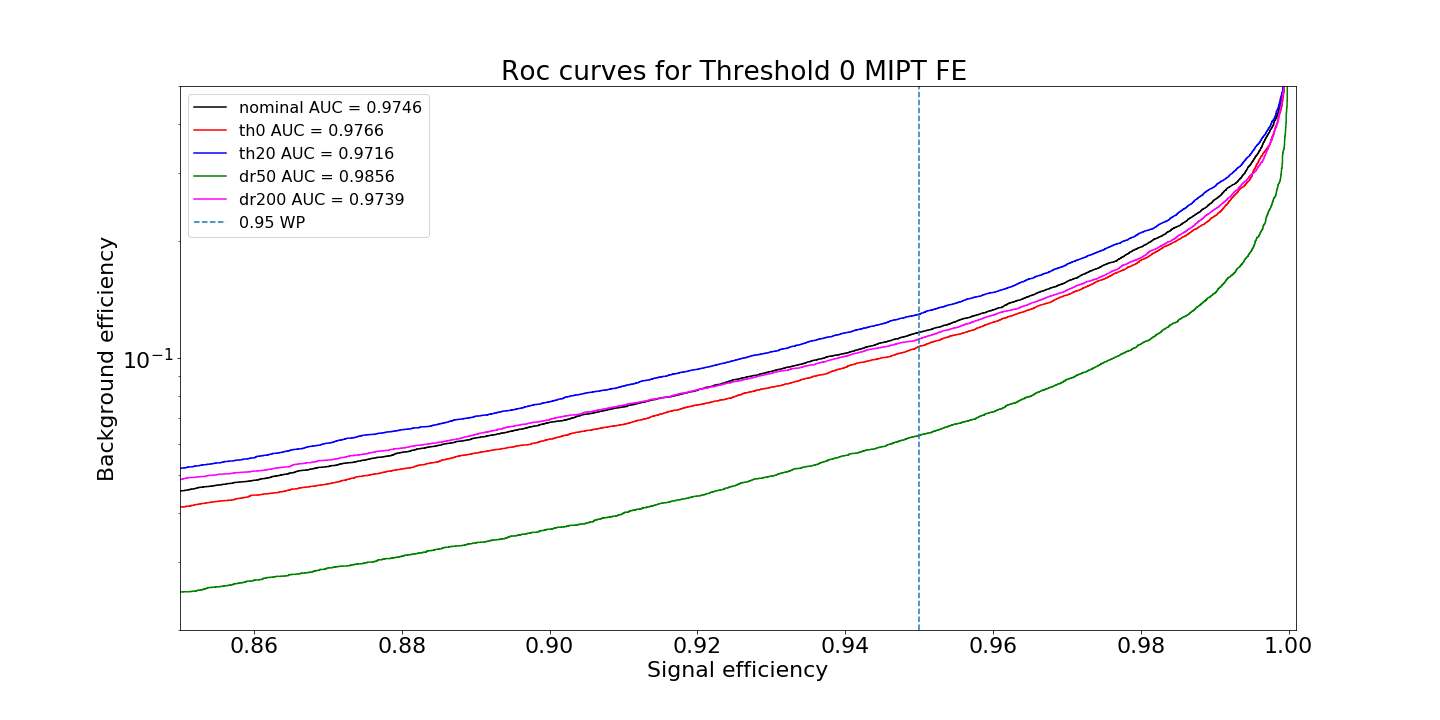 Roc curves for Threshold 0 MIPT FE
nominal AUC = 0.9746
th0 AUC = 0.9766
th20 AUC = 0.9716
dr50 AUC = 0.9856
dr200 AUC = 0.9739
0.95 WP
Background efficiency
10⁻¹
0.86 0.88 0.90 0.92 0.94 0.96 0.98 1.00
Signal efficiency